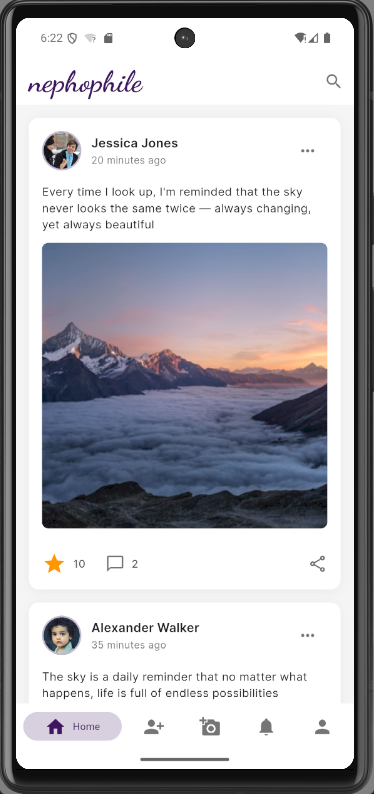 6:22
nephophile
Jessica Jones
20 minutes ago
Every time I look up, I'm reminded that the sky
never looks the same twice — always changing,
yet always beautiful
10
2
Alexander Walker
35 minutes ago
The sky is a daily reminder that no matter what
happens, life is full of endless possibilities
Home